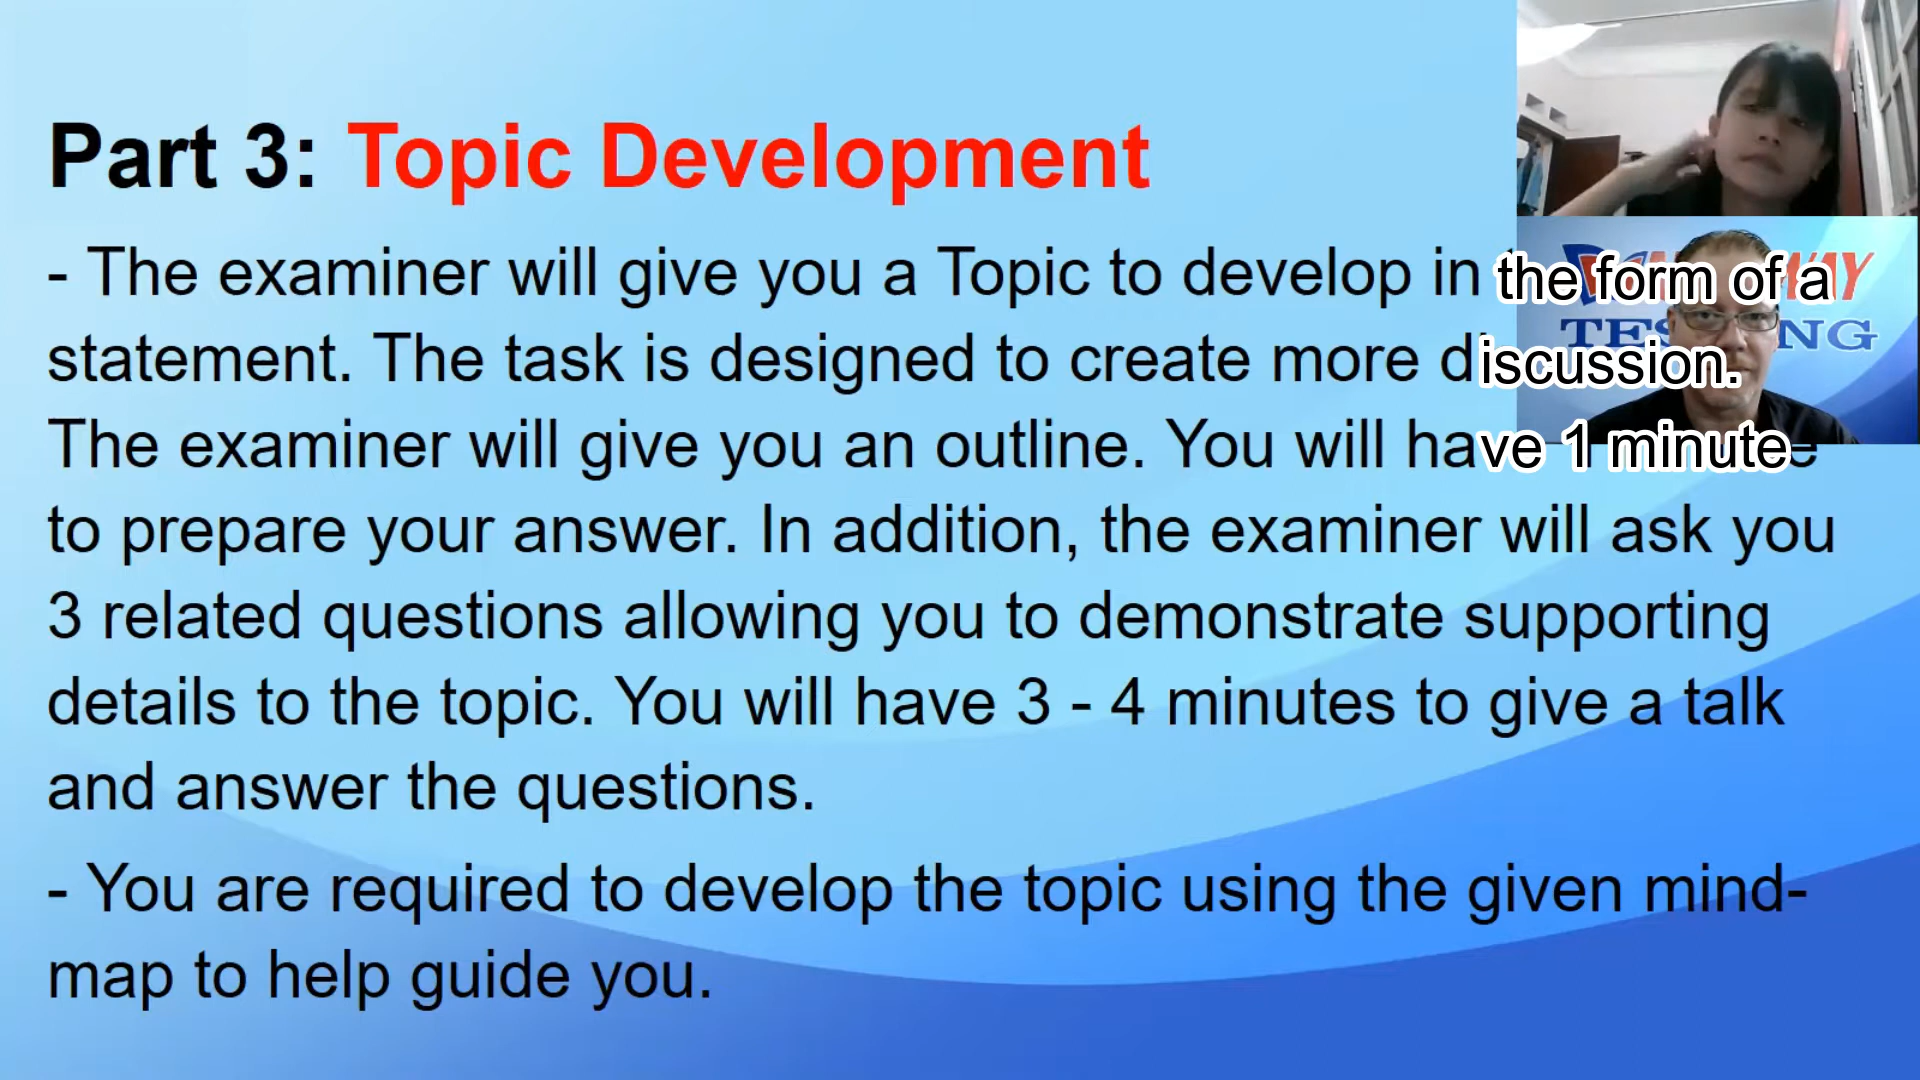 Part 3: Topic Development
- The examiner will give you a Topic to develop in the form of a
statement. The task is designed to create more discussion.
The examiner will give you an outline. You will have 1 minute
to prepare your answer. In addition, the examiner will ask you
3 related questions allowing you to demonstrate supporting
details to the topic. You will have 3 - 4 minutes to give a talk
and answer the questions.
- You are required to develop the topic using the given mind-
map to help guide you.